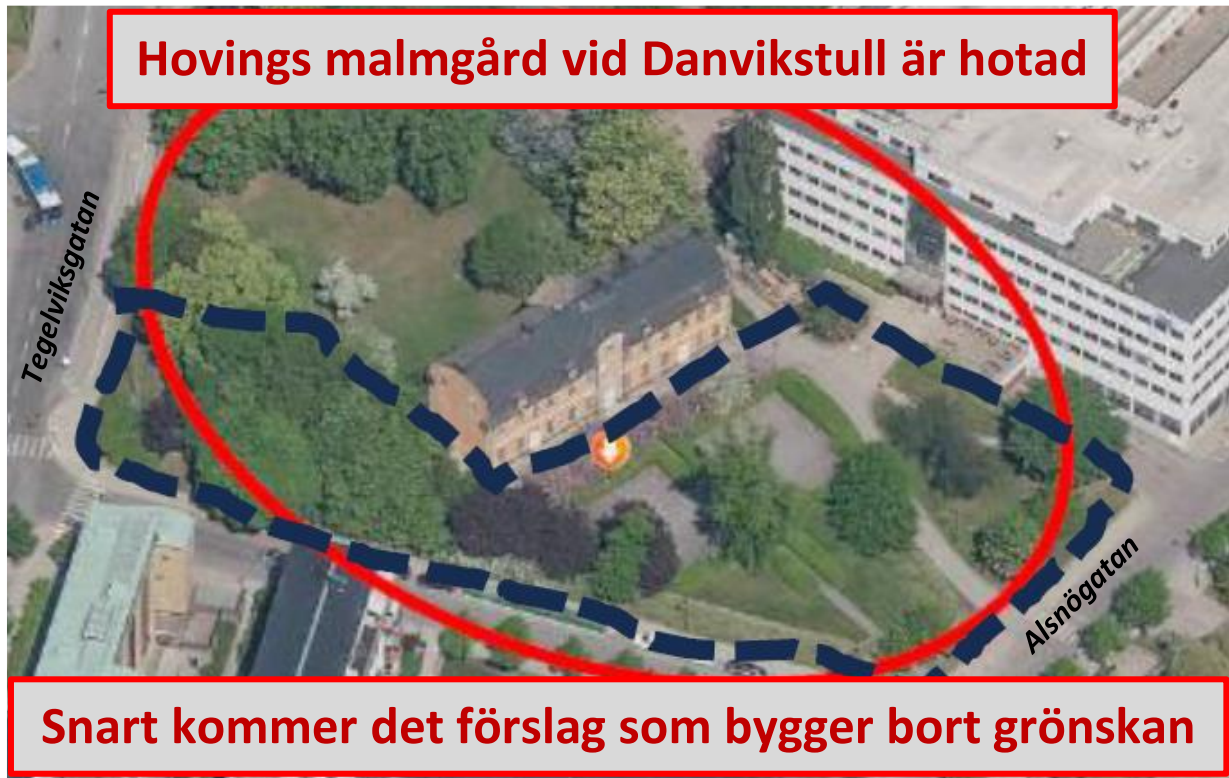 Hovings malmgård vid Danvikstull är hotad
Tegelviksgatan
Alsnögatan
Snart kommer det förslag som bygger bort grönskan